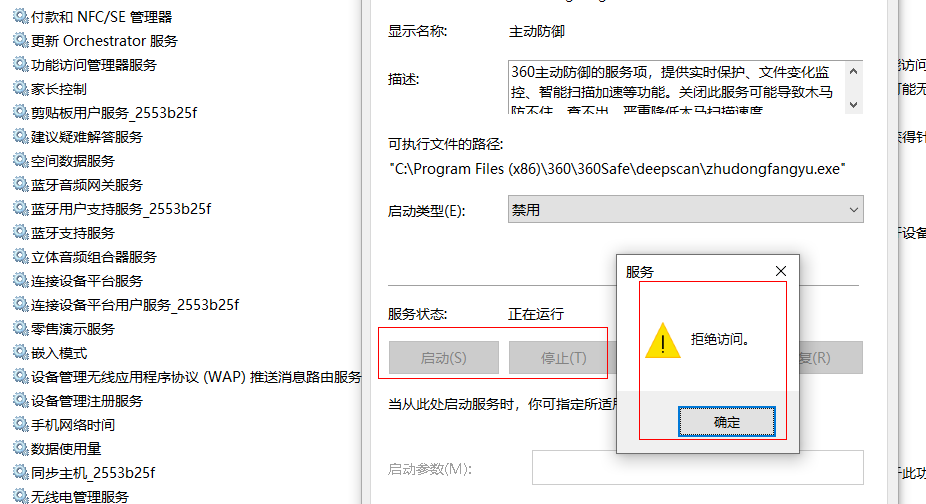 付款和 NFC/SE 管理器
更新 Orchestrator 服务
功能访问管理器服务
家长控制
剪贴板用户服务_2553b25f
建议疑难解答服务
空间数据服务
蓝牙音频网关服务
蓝牙用户支持服务_2553b25f
蓝牙支持服务
立体音频组合器服务
连接设备平台服务
连接设备平台用户服务_2553b25f
零售演示服务
嵌入模式
设备管理无线应用程序协议 (WAP) 推送消息路由服务
设备管理注册服务
手机网络时间
数据使用量
同步主机_2553b25f
无线电管理服务
显示名称: 主动防御
描述: 360主动防御的服务项，提供实时保护、文件变化监
控、智能扫描加速等功能。关闭此服务可能导致木马
防不住、查不出，严重降低木马扫描速度
可执行文件的路径:
"C:\Program Files (x86)\360\360Safe\deepscan\zhudongfangyu.exe"
启动类型(E): 禁用
服务状态: 正在运行
启动(S) 停止(T) 复(R)
当从此处启动服务时，你可指定所适
启动参数(M):
服务
拒绝访问。
确定
能访问
可能无
获得针
设备
此功